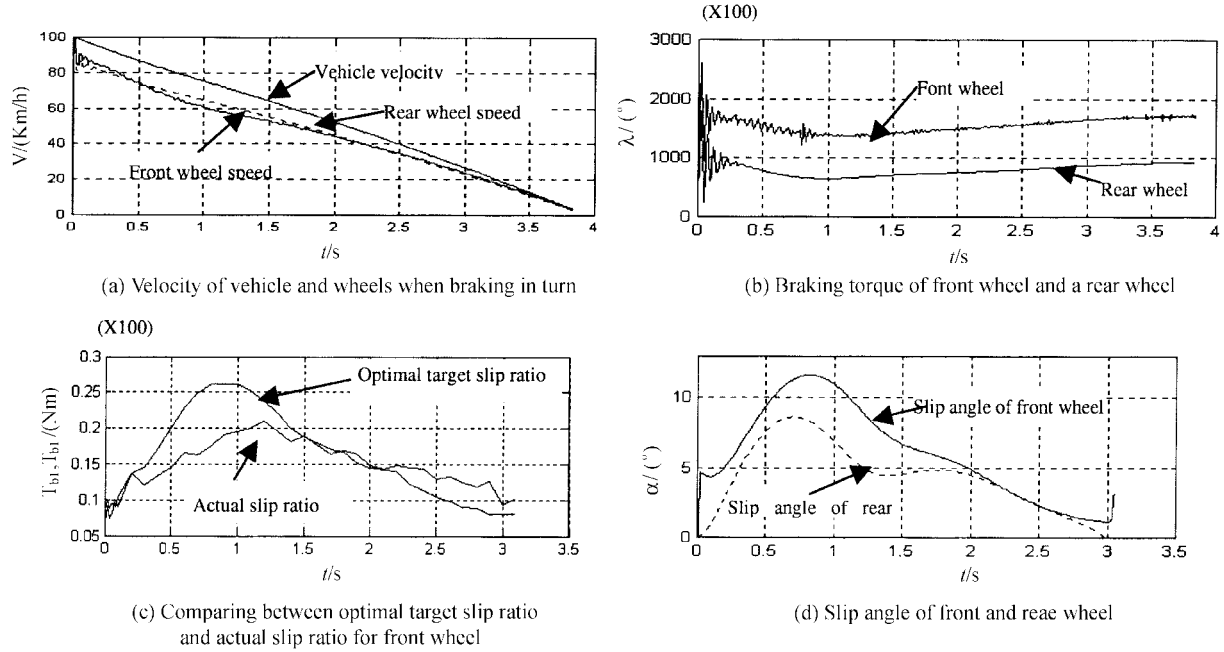 (X100)
V/(Km/h)
100
80
60
40
20
0
Vehicle velocity
Rear wheel speed
Front wheel speed
0 0.5 1 1.5 2 2.5 3 3.5 4
t/s
(a) Velocity of vehicle and wheels when braking in turn
λ/(°)
3000
2000
1000
0
Font wheel
Rear wheel
0 0.5 1 1.5 2 2.5 3 3.5 4
t/s
(b) Braking torque of front wheel and a rear wheel
(X100)
Tb1,Tb1/(Nm)
0.3
0.25
0.2
0.15
0.1
0.05
Optimal target slip ratio
Actual slip ratio
0 0.5 1 1.5 2 2.5 3 3.5
t/s
(c) Comparing between optimal target slip ratio
and actual slip ratio for front wheel
α/(°)
10
5
0
Slip angle of front wheel
Slip angle of rear
0 0.5 1 1.5 2 2.5 3 3.5
t/s
(d) Slip angle of front and reae wheel